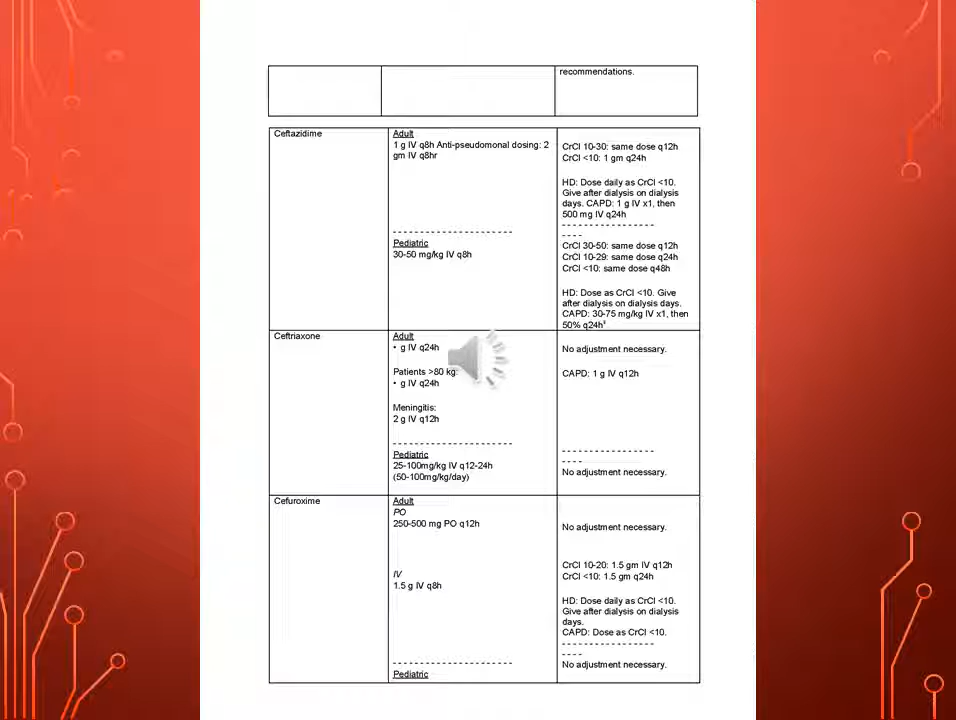 recommendations.
Ceftazidime
Adult
1 g IV q8h Anti-pseudomonal dosing: 2
gm IV q8hr
- - - - - - - - - - - - - - - - - - - - -
Pediatric
30-50 mg/kg IV q8h
CrCl 10-30: same dose q12h
CrCl <10: 1 gm q24h
HD: Dose daily as CrCl <10.
Give after dialysis on dialysis
days. CAPD: 1 g IV x1, then
500 mg IV q24h
- - - - - - - - - - - - - - - -
- - - -
CrCl 30-50: same dose q12h
CrCl 10-29: same dose q24h
CrCl <10: same dose q48h
HD: Dose as CrCl <10. Give
after dialysis on dialysis days.
CAPD: 30-75 mg/kg IV x1, then
50% q24h³
Ceftriaxone
Adult
• g IV q24h
Patients >80 kg:
• g IV q24h
Meningitis:
2 g IV q12h
- - - - - - - - - - - - - - - - - - - - -
Pediatric
25-100mg/kg IV q12-24h
(50-100mg/kg/day)
No adjustment necessary.
CAPD: 1 g IV q12h
- - - - - - - - - - - - - - - -
- - - -
No adjustment necessary.
Cefuroxime
Adult
PO
250-500 mg PO q12h
IV
1.5 g IV q8h
- - - - - - - - - - - - - - - - - - - - -
Pediatric
No adjustment necessary.
CrCl 10-20: 1.5 gm IV q12h
CrCl <10: 1.5 gm q24h
HD: Dose daily as CrCl <10.
Give after dialysis on dialysis
days.
CAPD: Dose as CrCl <10.
- - - - - - - - - - - - - - - -
- - - -
No adjustment necessary.